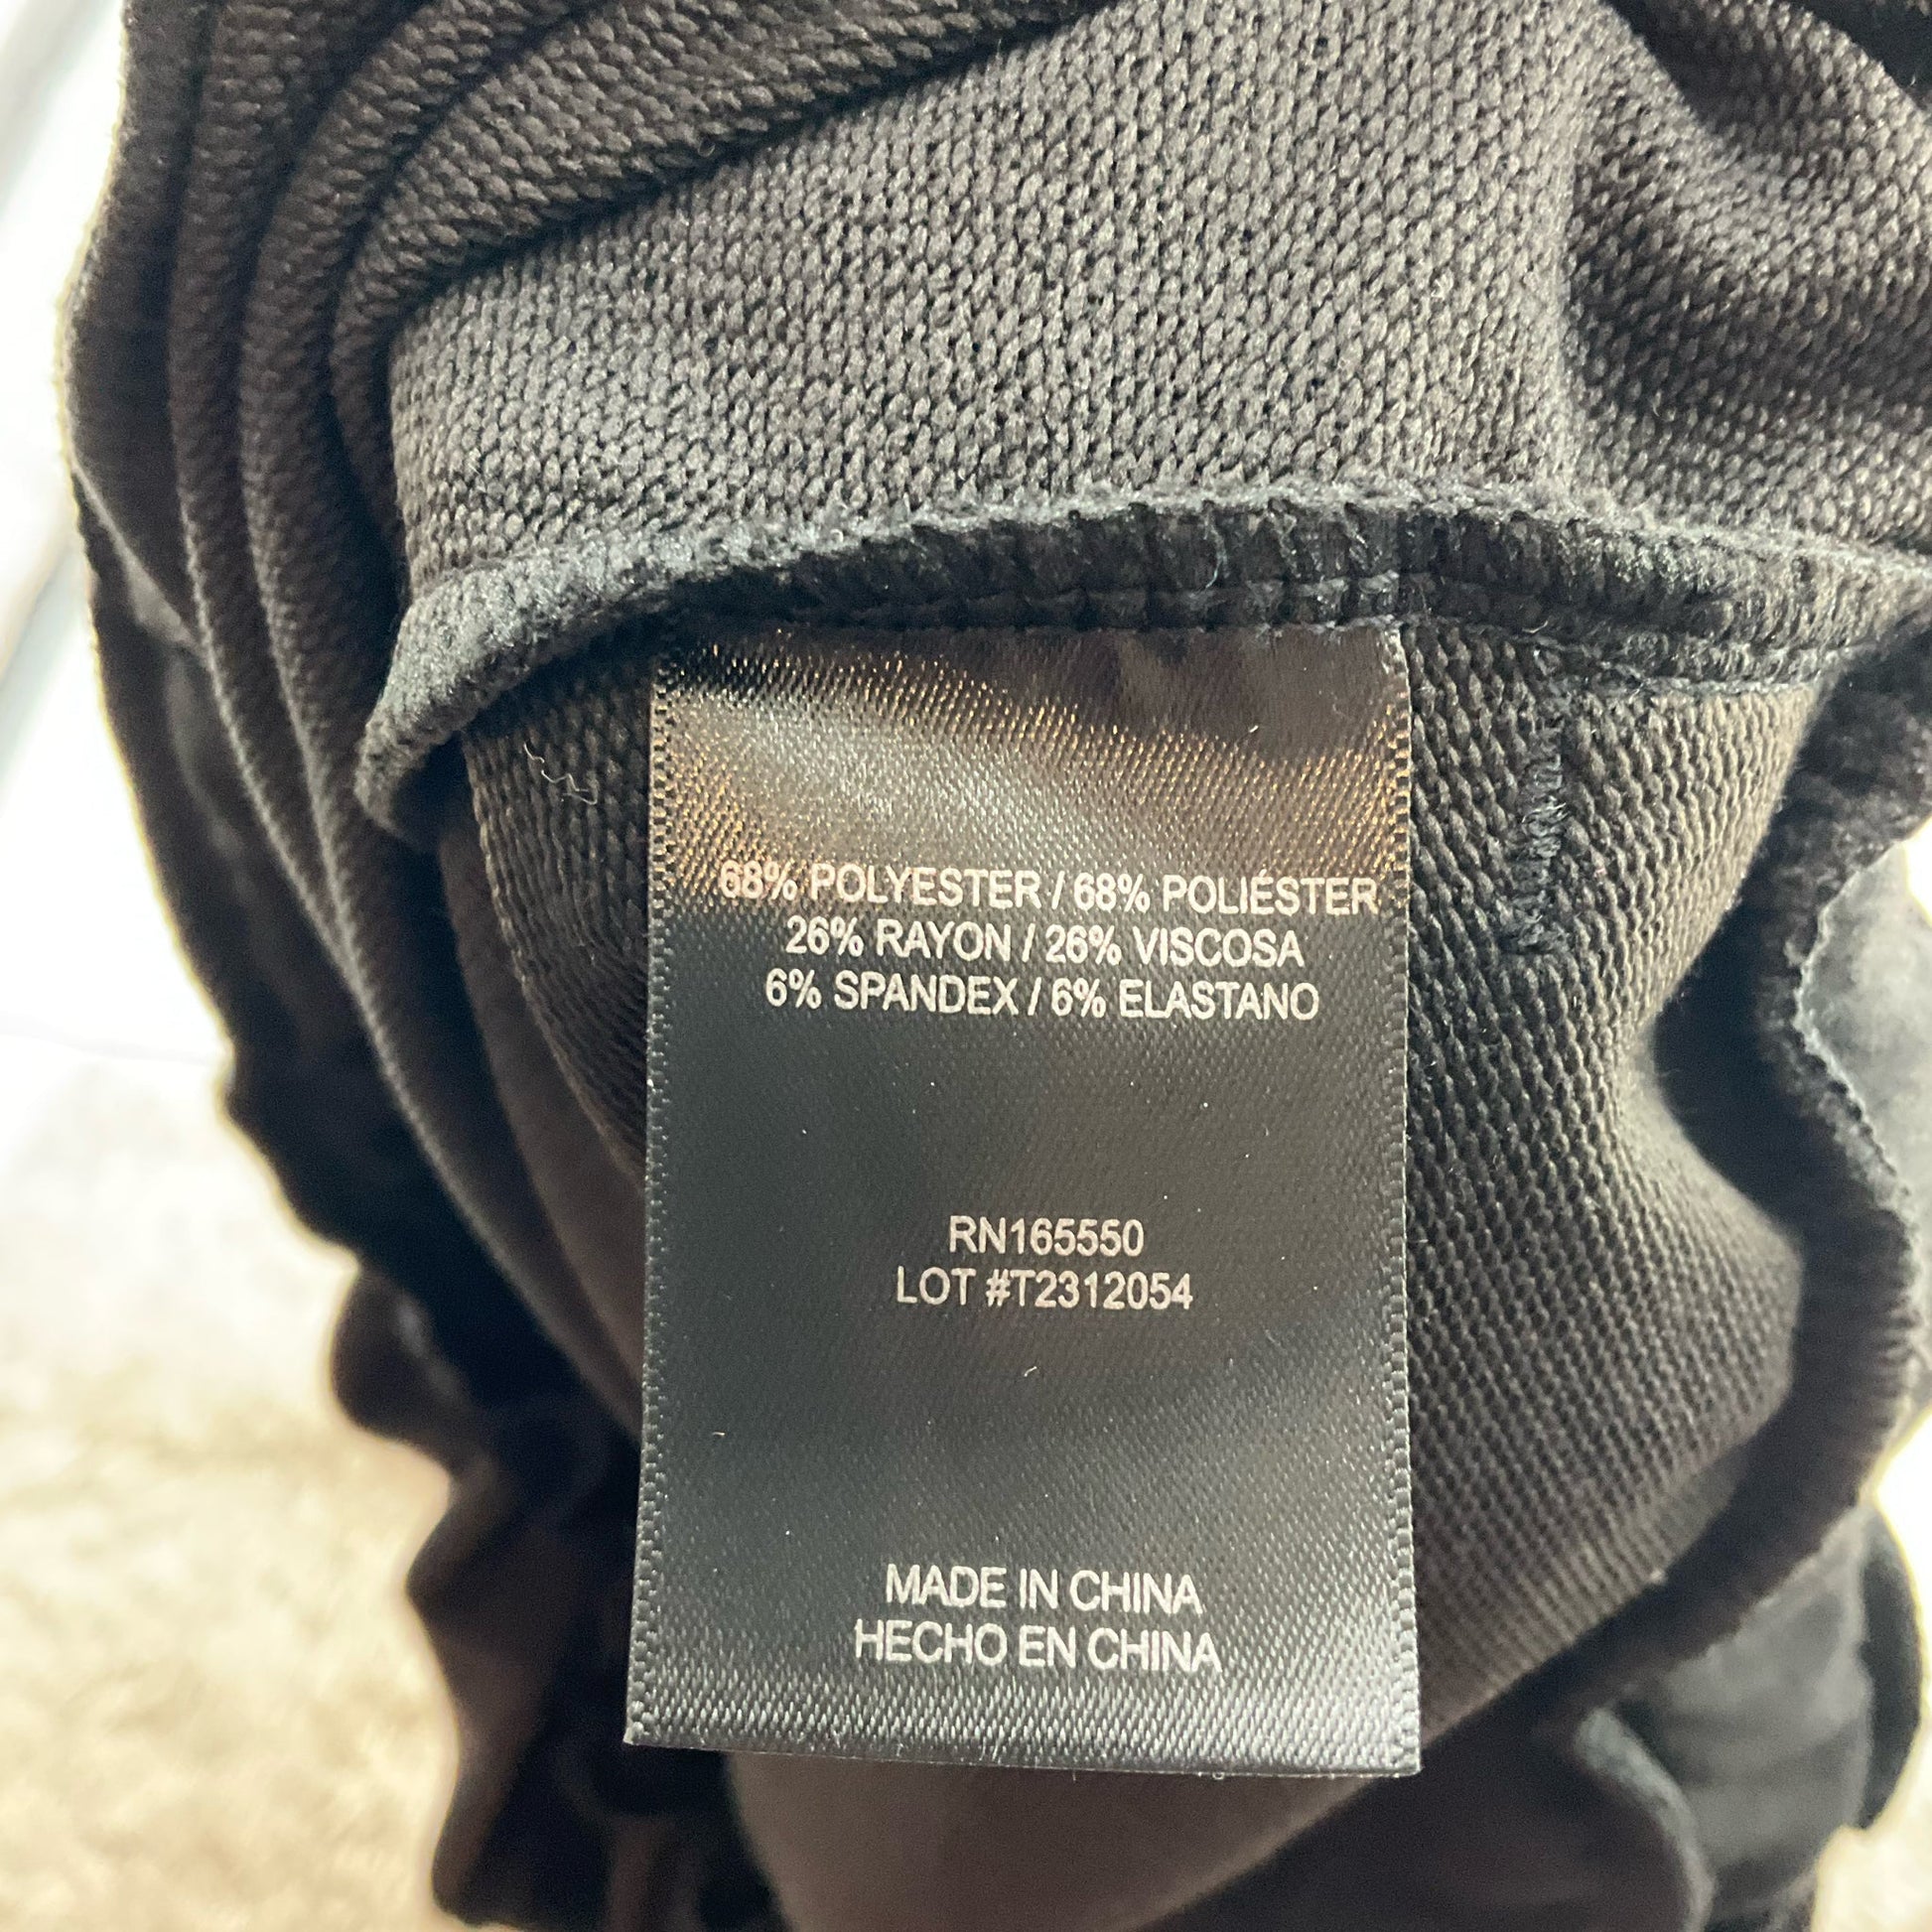 68% POLYESTER / 68% POLIÉSTER
26% RAYON / 26% VISCOSA
6% SPANDEX / 6% ELASTANO
RN165550
LOT #T2312054
MADE IN CHINA
HECHO EN CHINA